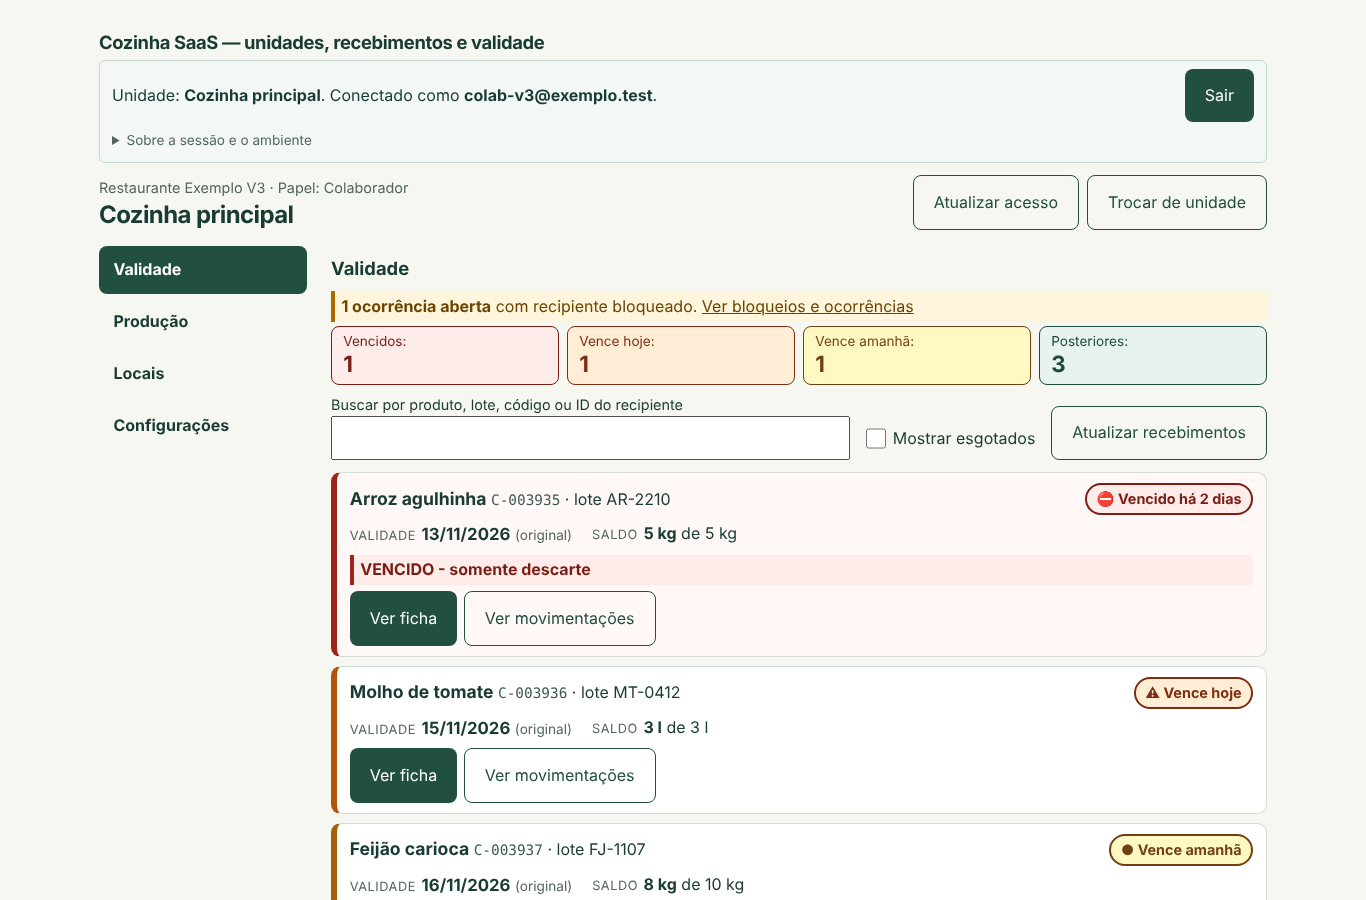 Cozinha SaaS — unidades, recebimentos e validade
Unidade: Cozinha principal. Conectado como colab-v3@exemplo.test.
Sair
Sobre a sessão e o ambiente
Restaurante Exemplo V3 · Papel: Colaborador
Cozinha principal
Atualizar acesso
Trocar de unidade
Validade
Produção
Locais
Configurações
Validade
1 ocorrência aberta com recipiente bloqueado. Ver bloqueios e ocorrências
Vencidos:
1
Vence hoje:
1
Vence amanhã:
1
Posteriores:
3
Buscar por produto, lote, código ou ID do recipiente
Mostrar esgotados
Atualizar recebimentos
Arroz agulhinha C-003935 · lote AR-2210
Vencido há 2 dias
VALIDADE 13/11/2026 (original) SALDO 5 kg de 5 kg
VENCIDO - somente descarte
Ver ficha
Ver movimentações
Molho de tomate C-003936 · lote MT-0412
Vence hoje
VALIDADE 15/11/2026 (original) SALDO 3 l de 3 l
Ver ficha
Ver movimentações
Feijão carioca C-003937 · lote FJ-1107
Vence amanhã
VALIDADE 16/11/2026 (original) SALDO 8 kg de 10 kg